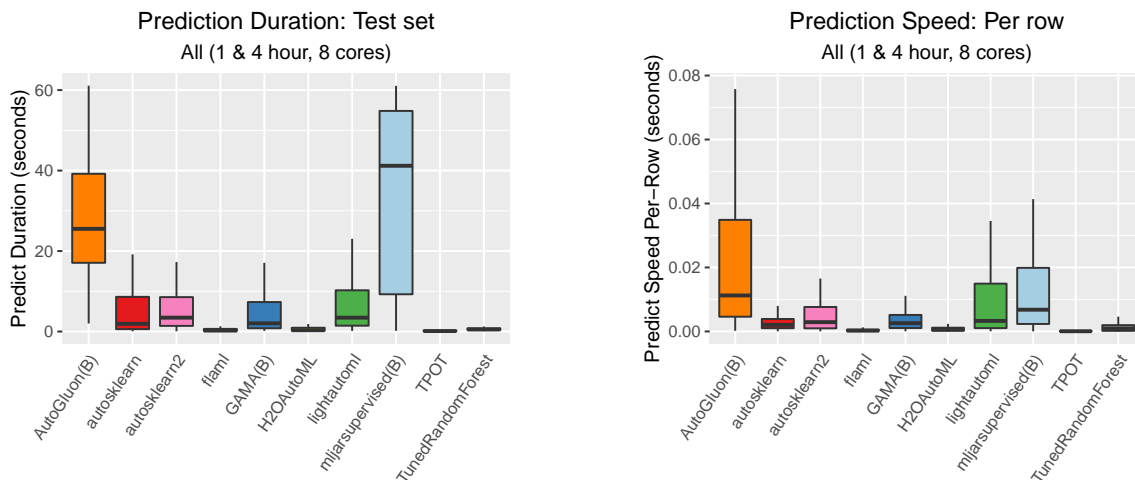 Prediction Duration: Test set
All (1 & 4 hour, 8 cores)
Predict Duration (seconds)
60
40
20
0
AutoGluon(B)
autosklearn
autosklearn2
flaml
GAMA(B)
H2OAutoML
lightautoml
mljarsupervised(B)
TPOT
TunedRandomForest
Prediction Speed: Per row
All (1 & 4 hour, 8 cores)
Predict Speed Per−Row (seconds)
0.08
0.06
0.04
0.02
0.00
AutoGluon(B)
autosklearn
autosklearn2
flaml
GAMA(B)
H2OAutoML
lightautoml
mljarsupervised(B)
TPOT
TunedRandomForest